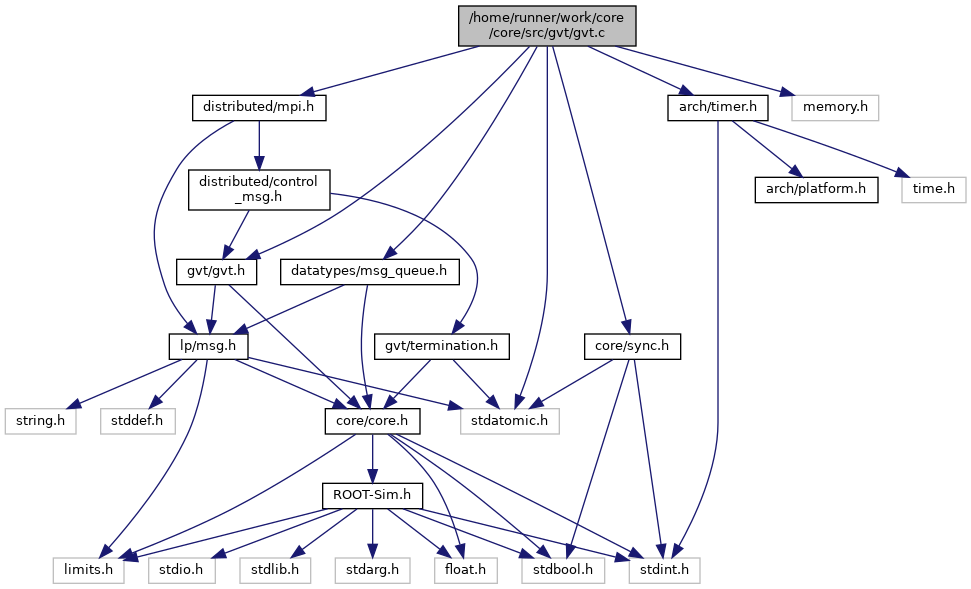 /home/runner/work/core
/core/src/gvt/gvt.c
distributed/mpi.h
arch/timer.h
memory.h
distributed/control
_msg.h
arch/platform.h
time.h
gvt/gvt.h
datatypes/msg_queue.h
lp/msg.h
gvt/termination.h
core/sync.h
string.h
stddef.h
core/core.h
stdatomic.h
ROOT-Sim.h
limits.h
stdio.h
stdlib.h
stdarg.h
float.h
stdbool.h
stdint.h